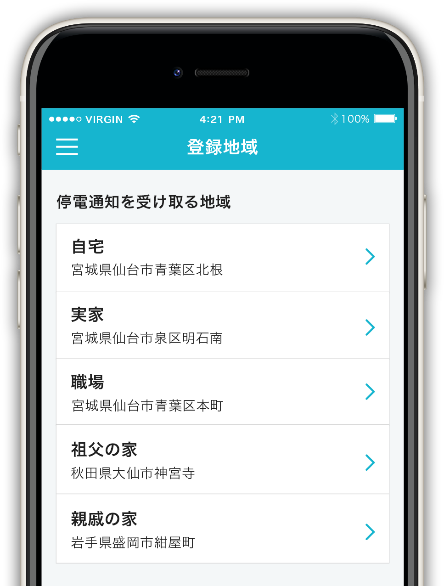 VIRGIN 4:21 PM 100%
登録地域
停電通知を受け取る地域
自宅
宮城県仙台市青葉区北根
実家
宮城県仙台市泉区明石南
職場
宮城県仙台市青葉区本町
祖父の家
秋田県大仙市神宮寺
親戚の家
岩手県盛岡市紺屋町